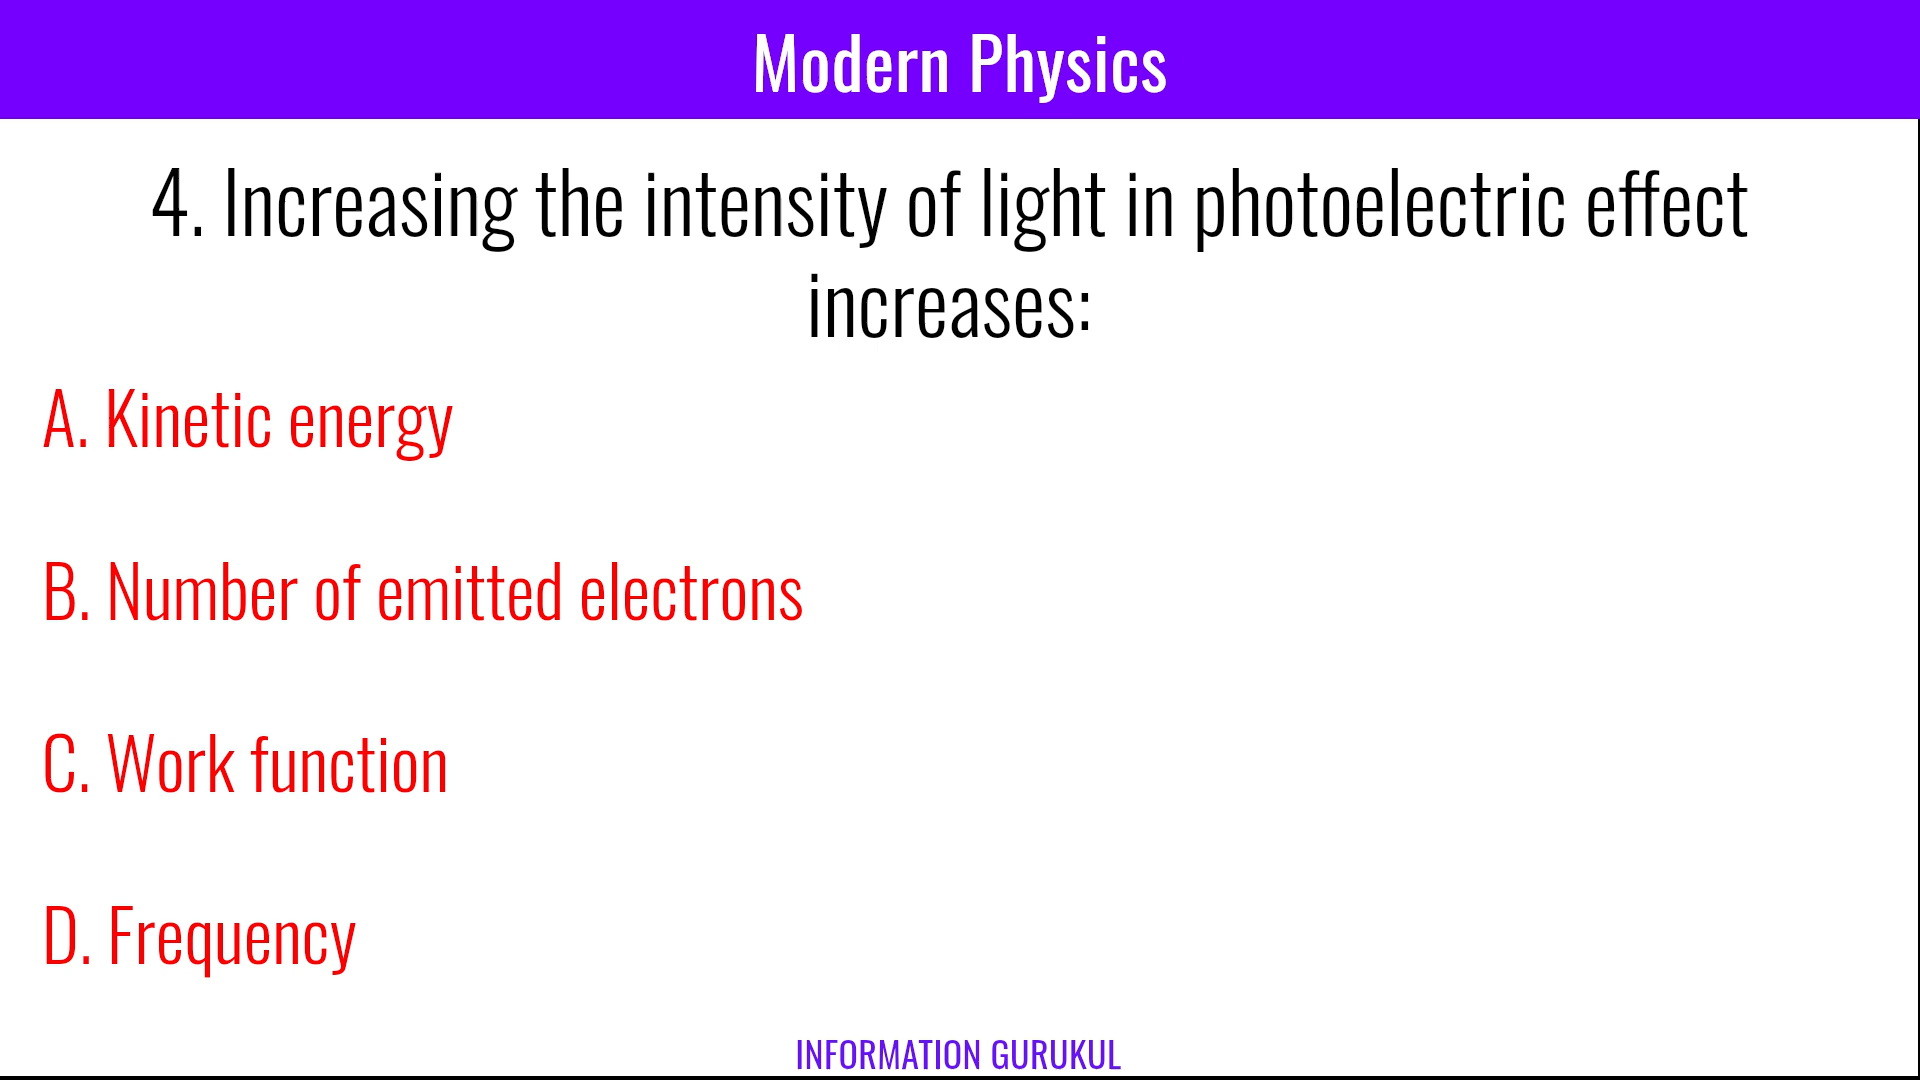 Modern Physics
4. Increasing the intensity of light in photoelectric effect
increases:
A. Kinetic energy
B. Number of emitted electrons
C. Work function
D. Frequency
INFORMATION GURUKUL